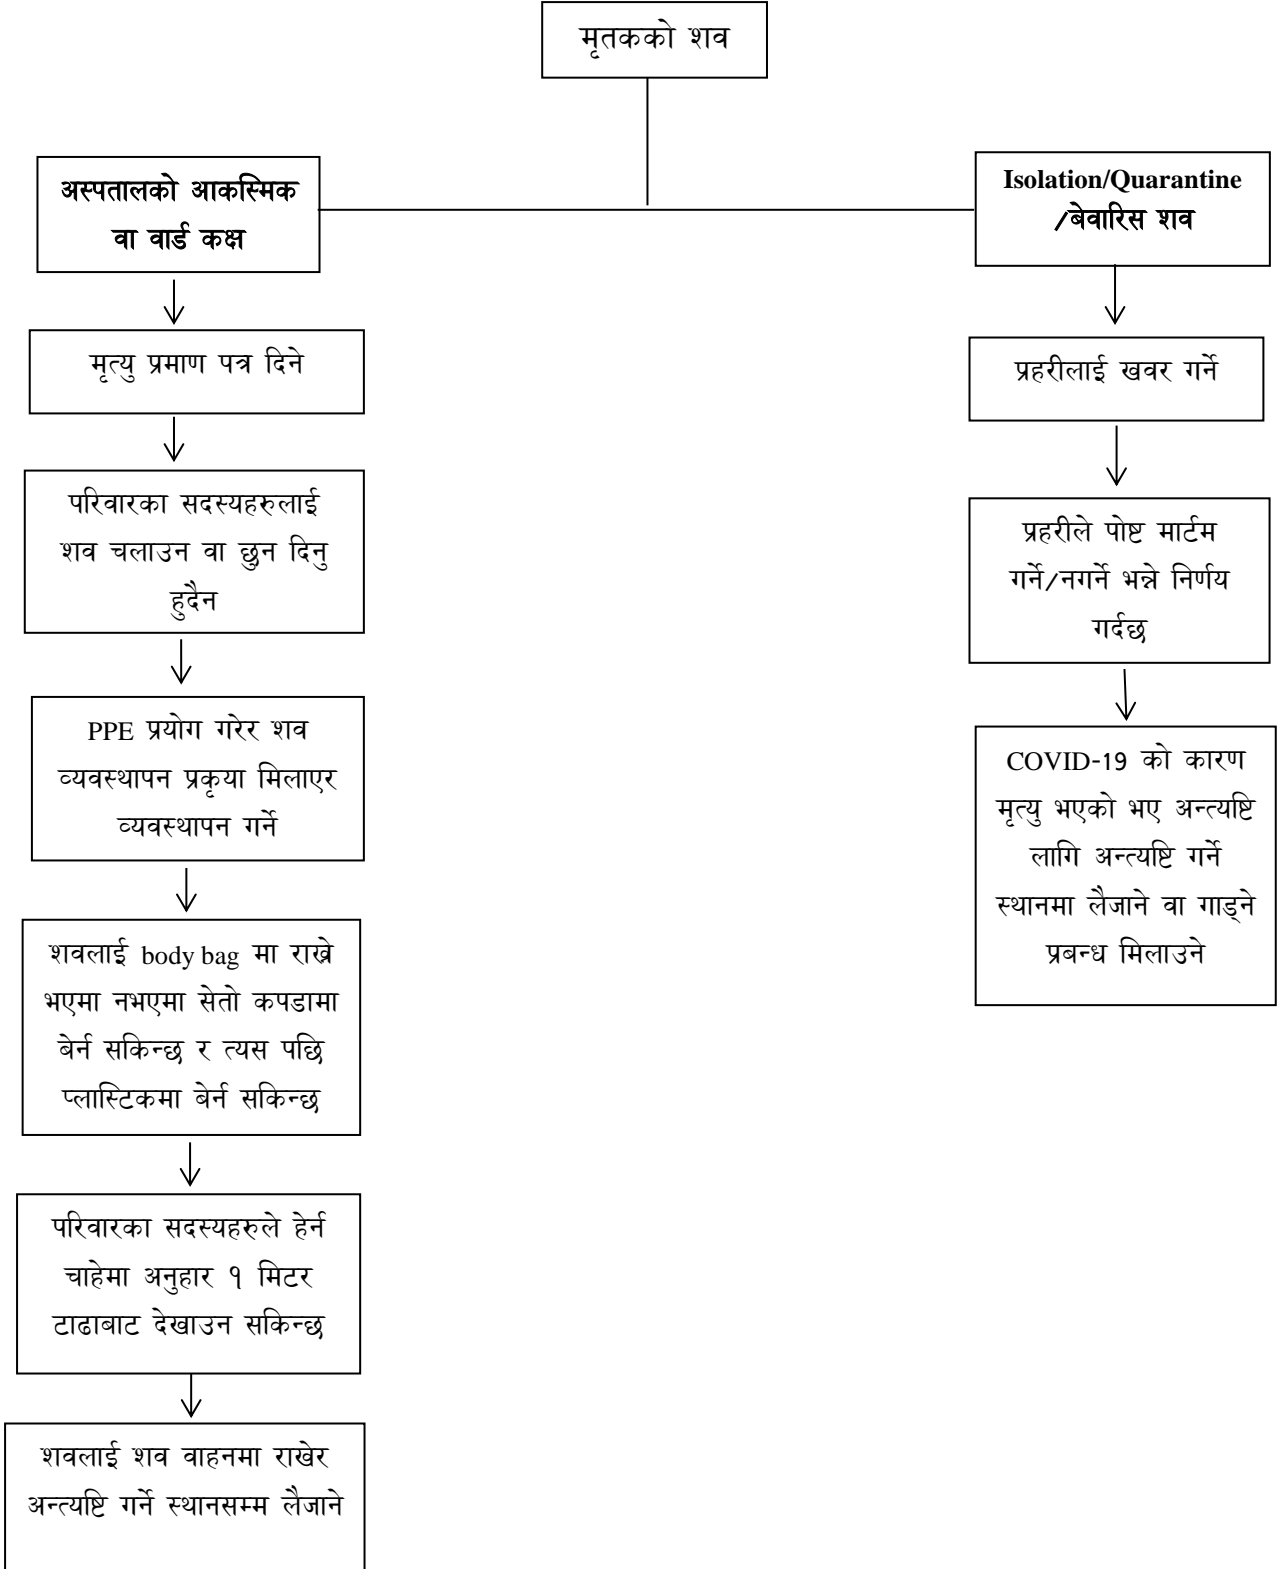 मृतकको शव
अस्पतालको आकस्मिक
वा वार्ड कक्ष
मृत्यु प्रमाण पत्र दिने
परिवारका सदस्यहरुलाई
शव चलाउन वा छुन दिनु
हुदैन
PPE प्रयोग गरेर शव
व्यवस्थापन प्रकृया मिलाएर
व्यवस्थापन गर्ने
शवलाई body bag मा राख्ने
भएमा नभएमा सेतो कपडामा
बेर्न सकिन्छ र त्यस पछि
प्लास्टिकमा बेर्न सकिन्छ
परिवारका सदस्यहरुले हेर्न
चाहेमा अनुहार १ मिटर
टाढाबाट देखाउन सकिन्छ
शवलाई शव वाहनमा राखेर
अन्त्यष्टि गर्ने स्थानसम्म लैजाने
Isolation/Quarantine
/बेवारिस शव
प्रहरीलाई खवर गर्ने
प्रहरीले पोष्ट मार्टम
गर्ने/नगर्ने भन्ने निर्णय
गर्दछ
COVID-19 को कारण
मृत्यु भएको भए अन्त्यष्टि
लागि अन्त्यष्टि गर्ने
स्थानमा लैजाने वा गाड्ने
प्रबन्ध मिलाउने